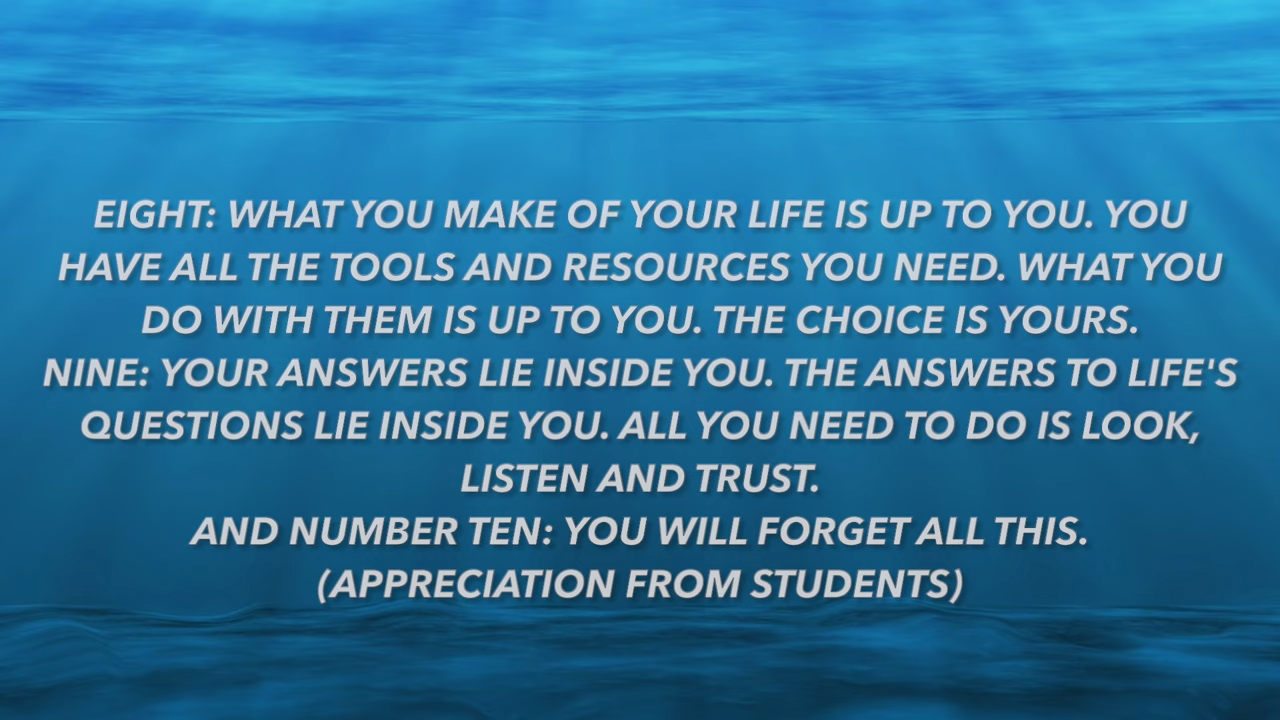 EIGHT: WHAT YOU MAKE OF YOUR LIFE IS UP TO YOU. YOU
HAVE ALL THE TOOLS AND RESOURCES YOU NEED. WHAT YOU
DO WITH THEM IS UP TO YOU. THE CHOICE IS YOURS.
NINE: YOUR ANSWERS LIE INSIDE YOU. THE ANSWERS TO LIFE'S
QUESTIONS LIE INSIDE YOU. ALL YOU NEED TO DO IS LOOK,
LISTEN AND TRUST.
AND NUMBER TEN: YOU WILL FORGET ALL THIS.
(APPRECIATION FROM STUDENTS)